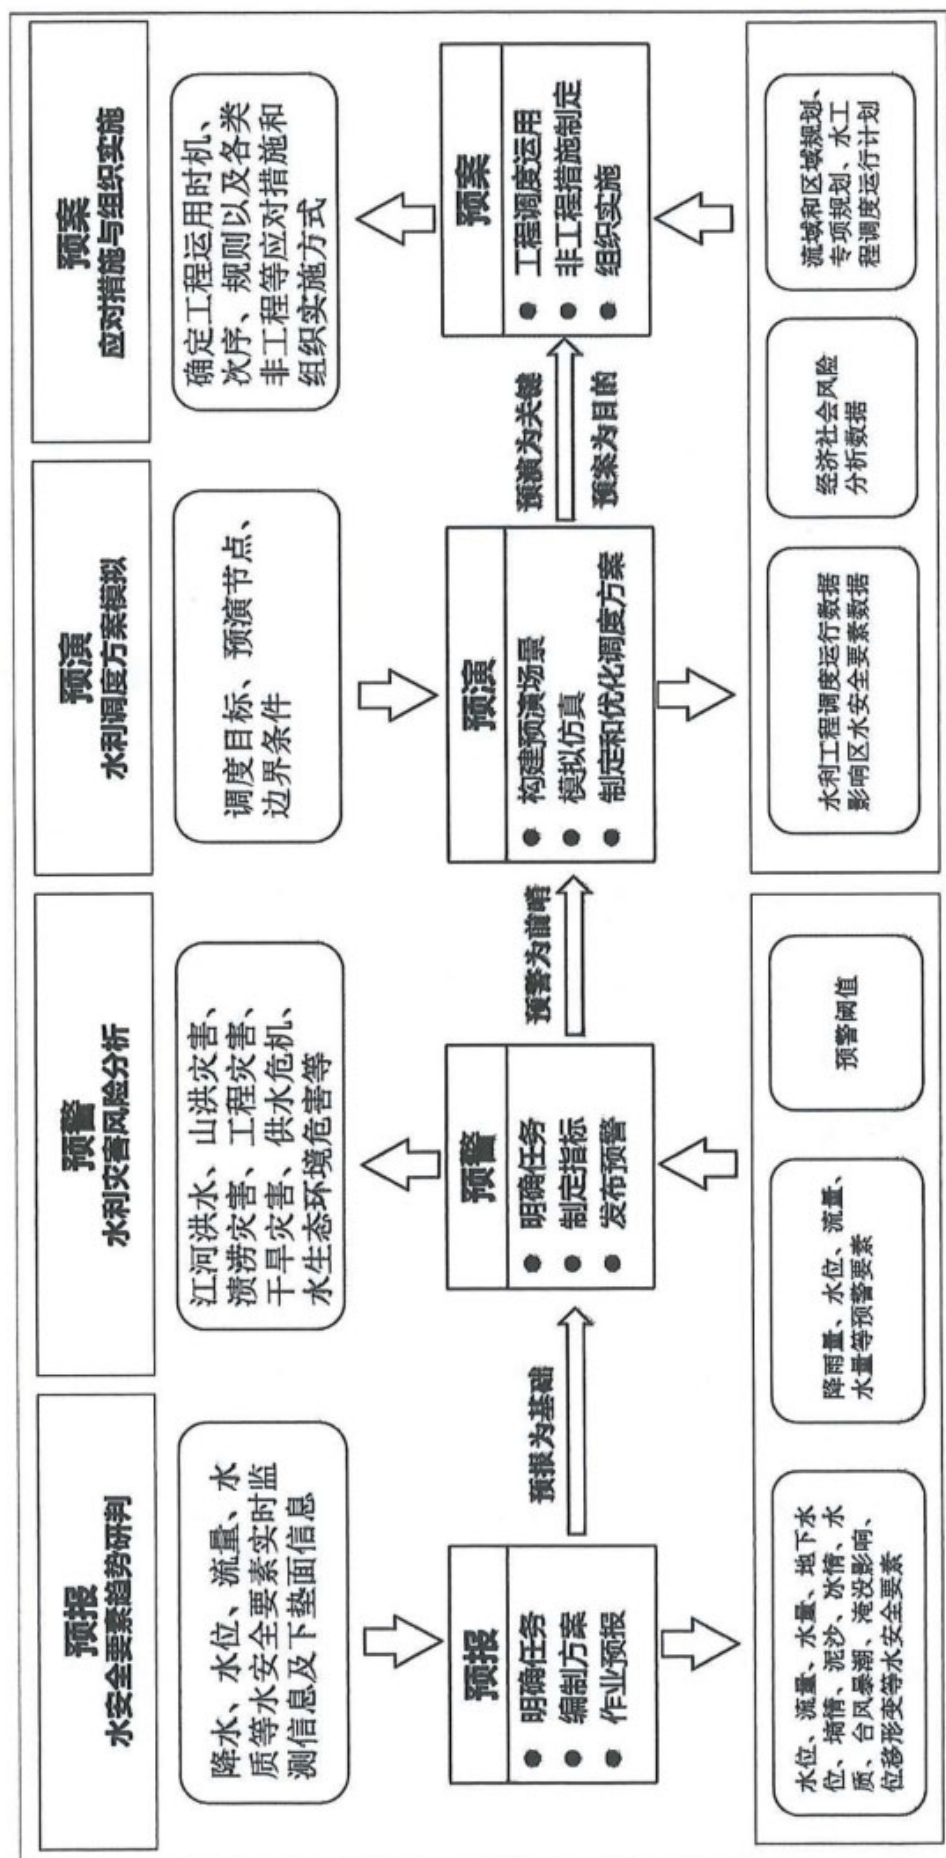 预报
水安全要素趋势研判
预警
水利灾害风险分析
预演
水利调度方案模拟
预案
应对措施与组织实施
降水、水位、流量、水
质等水安全要素实时监
测信息及下垫面信息
江河洪水、山洪灾害、
渍涝灾害、工程灾害、
干旱灾害、供水危机、
水生态环境危害等
调度目标、预演节点、
边界条件
确定工程运用时机、
次序、规则以及各类
非工程等应对措施和
组织实施方式
预报
● 明确任务
● 编制方案
● 作业预报
预报为基础
预警
● 明确任务
● 制定指标
● 发布预警
预警为前哨
预演
● 构建预演场景
● 模拟仿真
● 制定和优化调度方案
预演为关键
预案为目的
预案
● 工程调度运用
● 非工程措施制定
● 组织实施
水位、流量、水量、地下水
位、墒情、泥沙、冰情、水
质、台风暴潮、淹没影响、
位移形变等水安全要素
降雨量、水位、流量、
水量等预警要素
预警阈值
水利工程调度运行数据
影响区水安全要素数据
经济社会风险
分析数据
流域和区域规划、
专项规划、水工
程调度运行计划